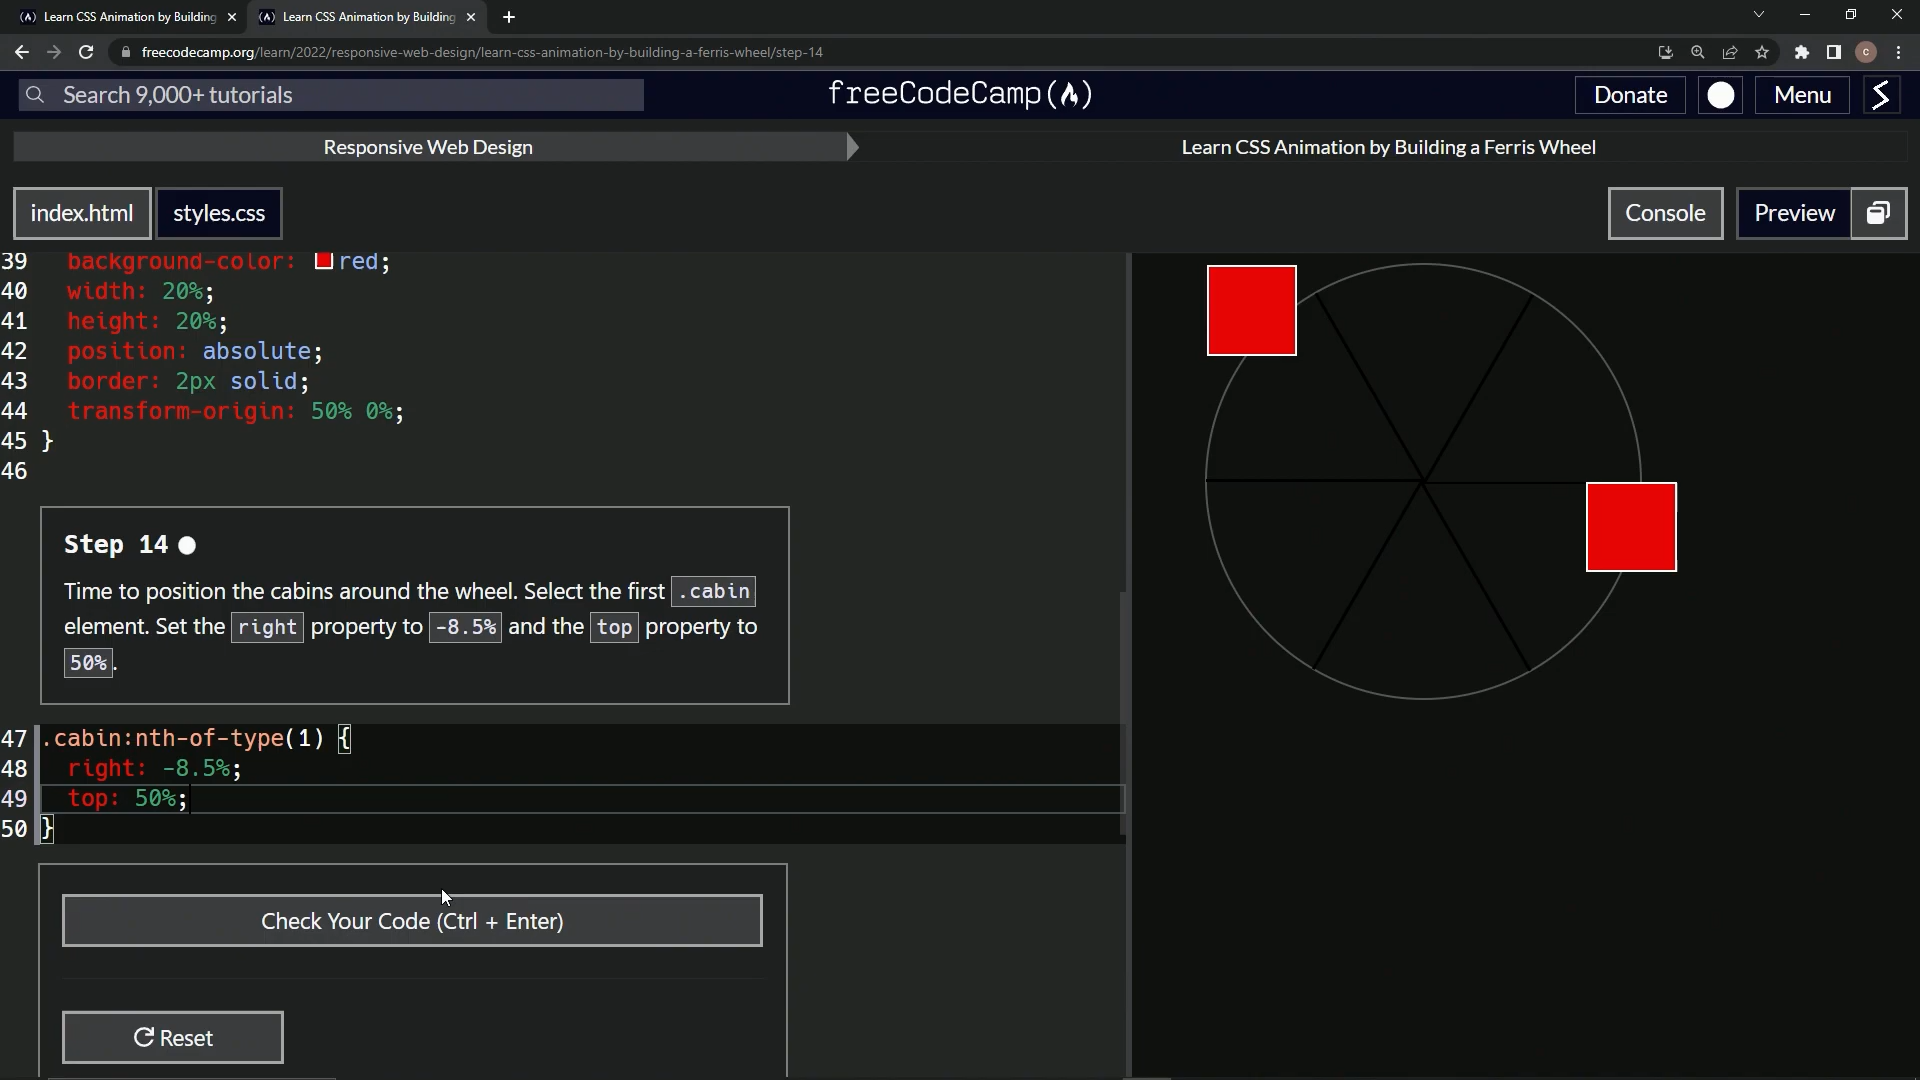 Learn CSS Animation by Building
Learn CSS Animation by Building
freecodecamp.org/learn/2022/responsive-web-design/learn-css-animation-by-building-a-ferris-wheel/step-14
C
Search 9,000+ tutorials
freeCodeCamp
Donate
Menu
Responsive Web Design
Learn CSS Animation by Building a Ferris Wheel
index.html
styles.css
Console
Preview
39 background-color: red;
40 width: 20%;
41 height: 20%;
42 position: absolute;
43 border: 2px solid;
44 transform-origin: 50% 0%;
45 }
46
Step 14
Time to position the cabins around the wheel. Select the first .cabin
element. Set the right property to -8.5% and the top property to
50%.
47 .cabin:nth-of-type(1) {
48 right: -8.5%;
49 top: 50%;
50 }
Check Your Code (Ctrl + Enter)
Reset